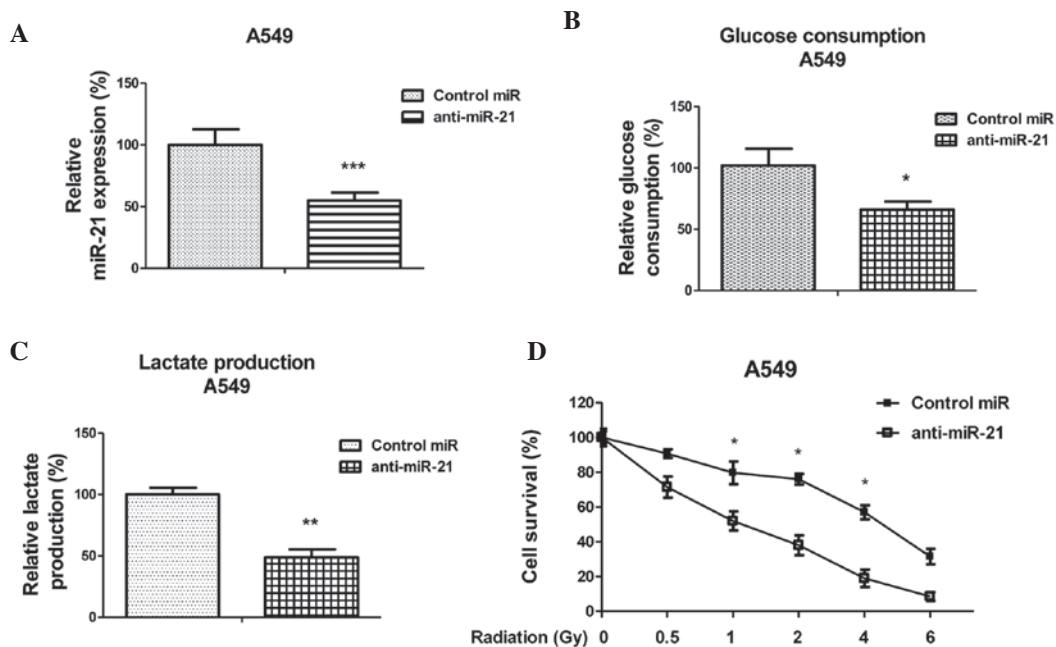 A
A549
Relative
miR-21 expression (%)
150
100
50
0
Control miR
anti-miR-21
***
B
Glucose consumption
A549
Relative glucose
consumption (%)
150
100
50
0
Control miR
anti-miR-21
*
C
Lactate production
A549
Relative lactate
production (%)
150
100
50
0
Control miR
anti-miR-21
**
D
A549
Cell survival (%)
120
100
80
60
40
20
0
Control miR
anti-miR-21
*
*
*
Radiation (Gy) 0 0.5 1 2 4 6